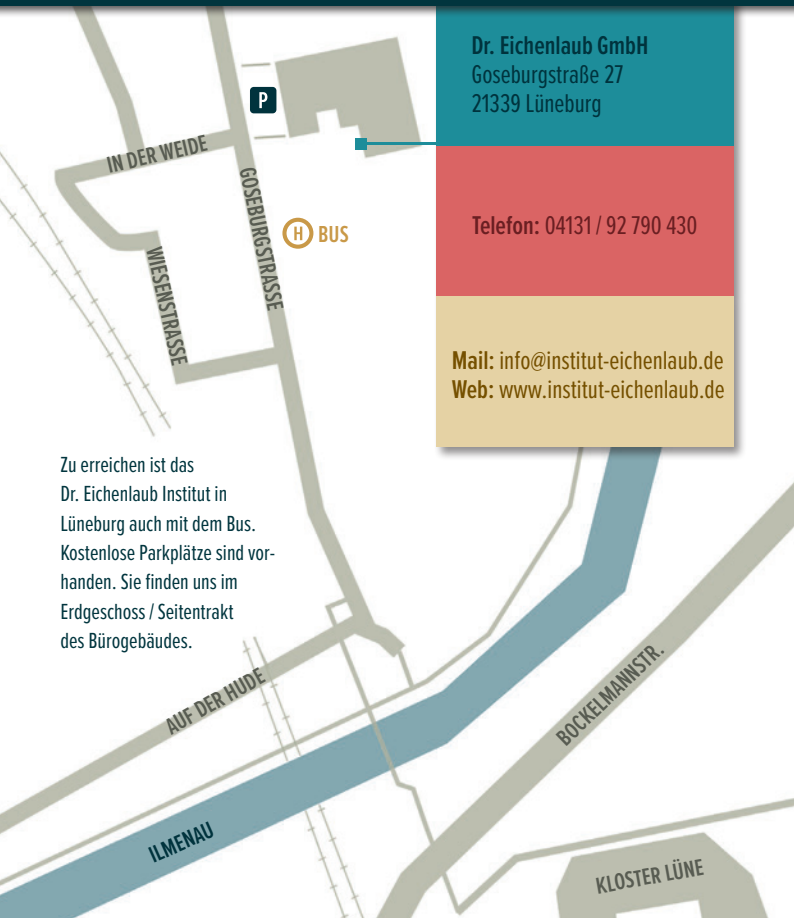 Dr. Eichenlaub GmbH
Goseburgstraße 27
21339 Lüneburg
P
IN DER WEIDE
GOSEBURGSTRASSE
H BUS
Telefon: 04131 / 92 790 430
WIESENSTRASSE
Mail: info@institut-eichenlaub.de
Web: www.institut-eichenlaub.de
Zu erreichen ist das
Dr. Eichenlaub Institut in
Lüneburg auch mit dem Bus.
Kostenlose Parkplätze sind vor-
handen. Sie finden uns im
Erdgeschoss / Seitentrakt
des Bürogebäudes.
AUF DER HUDE
BOCKELMANNSTR.
ILMENAU
KLOSTER LÜNE